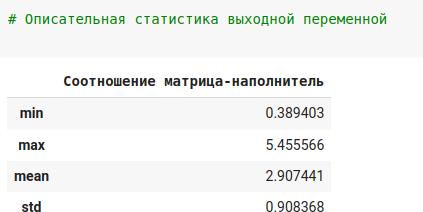 # Описательная статистика выходной переменной
Соотношение матрица-наполнитель
min 0.389403
max 5.455566
mean 2.907441
std 0.908368